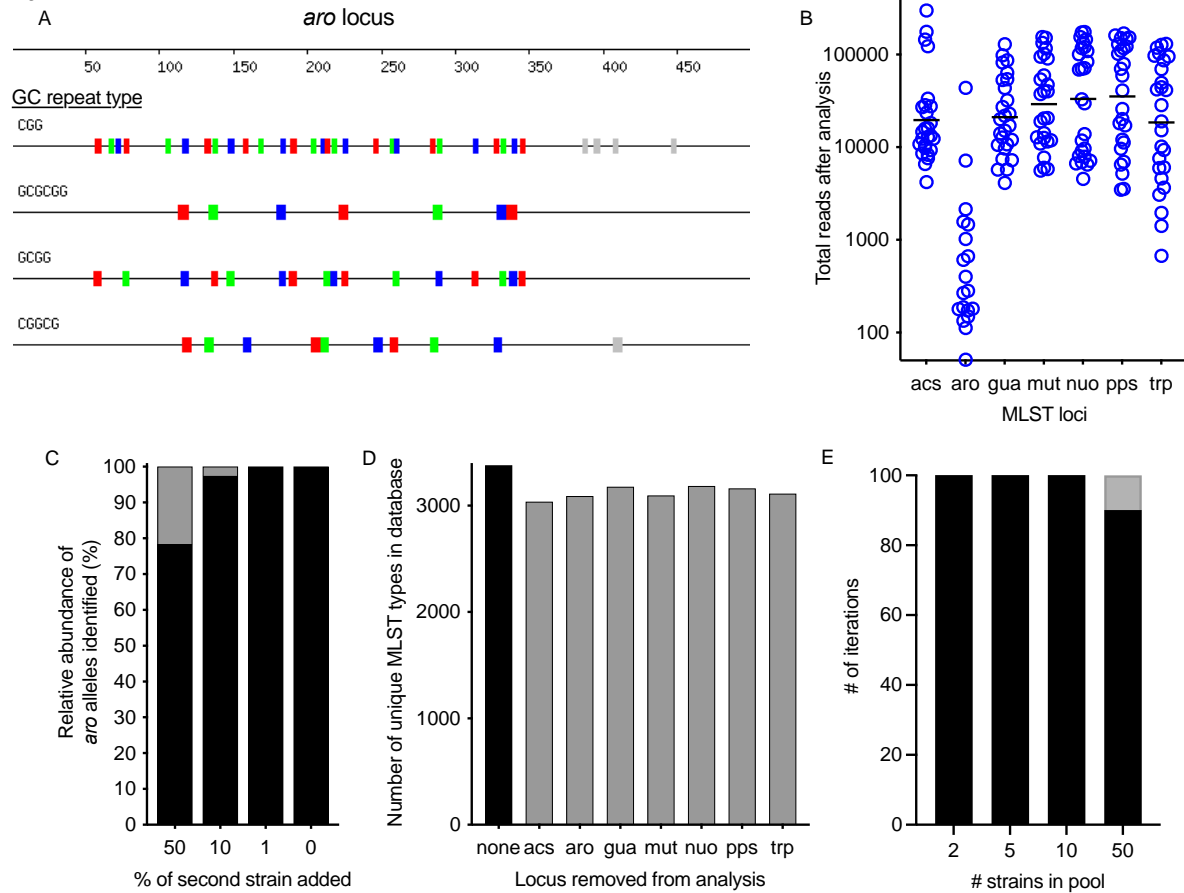 A
aro locus
50 100 150 200 250 300 350 400 450
GC repeat type
CGG
GCGCGG
GCGG
CGGCG
B
Total reads after analysis
100000
10000
1000
100
acs aro gua mut nuo pps trp
MLST loci
C
Relative abundance of
aro alleles identified (%)
100
90
80
70
60
50
40
30
20
10
0
50 10 1 0
% of second strain added
D
Number of unique MLST types in database
3000
2000
1000
0
none acs aro gua mut nuo pps trp
Locus removed from analysis
E
# of iterations
100
80
60
40
20
0
2 5 10 50
# strains in pool